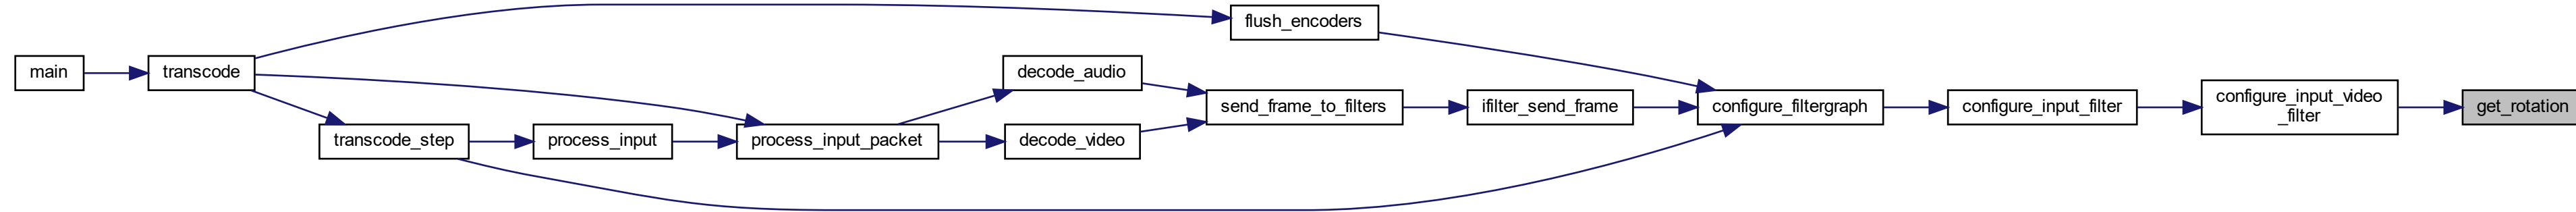 flush_encoders
main
transcode
decode_audio
send_frame_to_filters
ifilter_send_frame
configure_filtergraph
configure_input_filter
configure_input_video
_filter
get_rotation
transcode_step
process_input
process_input_packet
decode_video